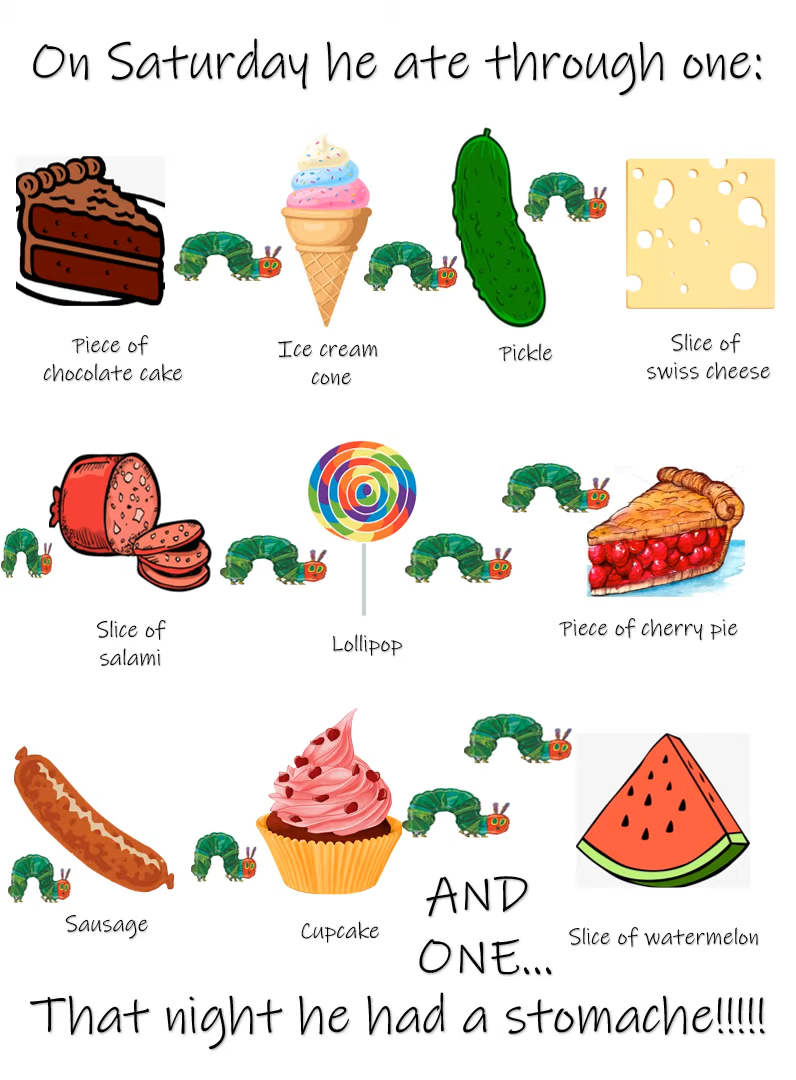 On Saturday he ate through one:
Piece of
chocolate cake
Ice cream
cone
Pickle
Slice of
swiss cheese
Slice of
salami
Lollipop
Piece of cherry pie
Sausage
Cupcake
AND
ONE...
Slice of watermelon
That night he had a stomache!!!!!